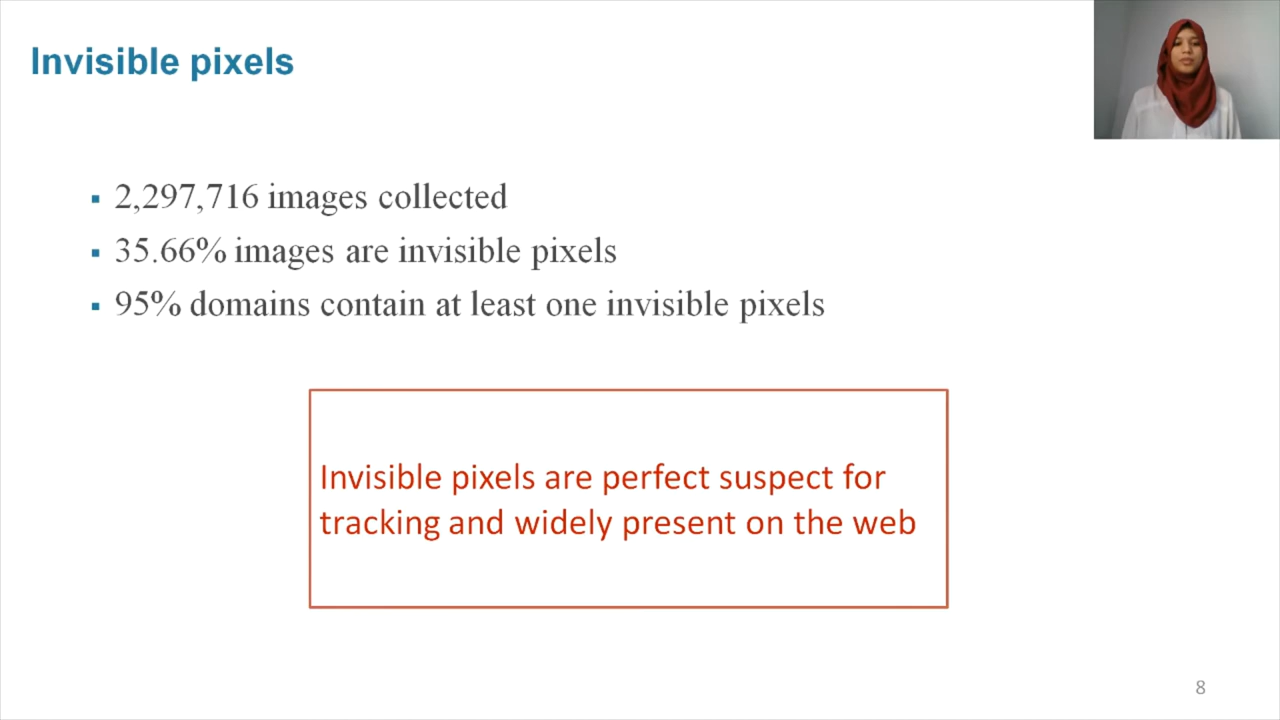 Invisible pixels
▪ 2,297,716 images collected
▪ 35.66% images are invisible pixels
▪ 95% domains contain at least one invisible pixels
Invisible pixels are perfect suspect for
tracking and widely present on the web
8